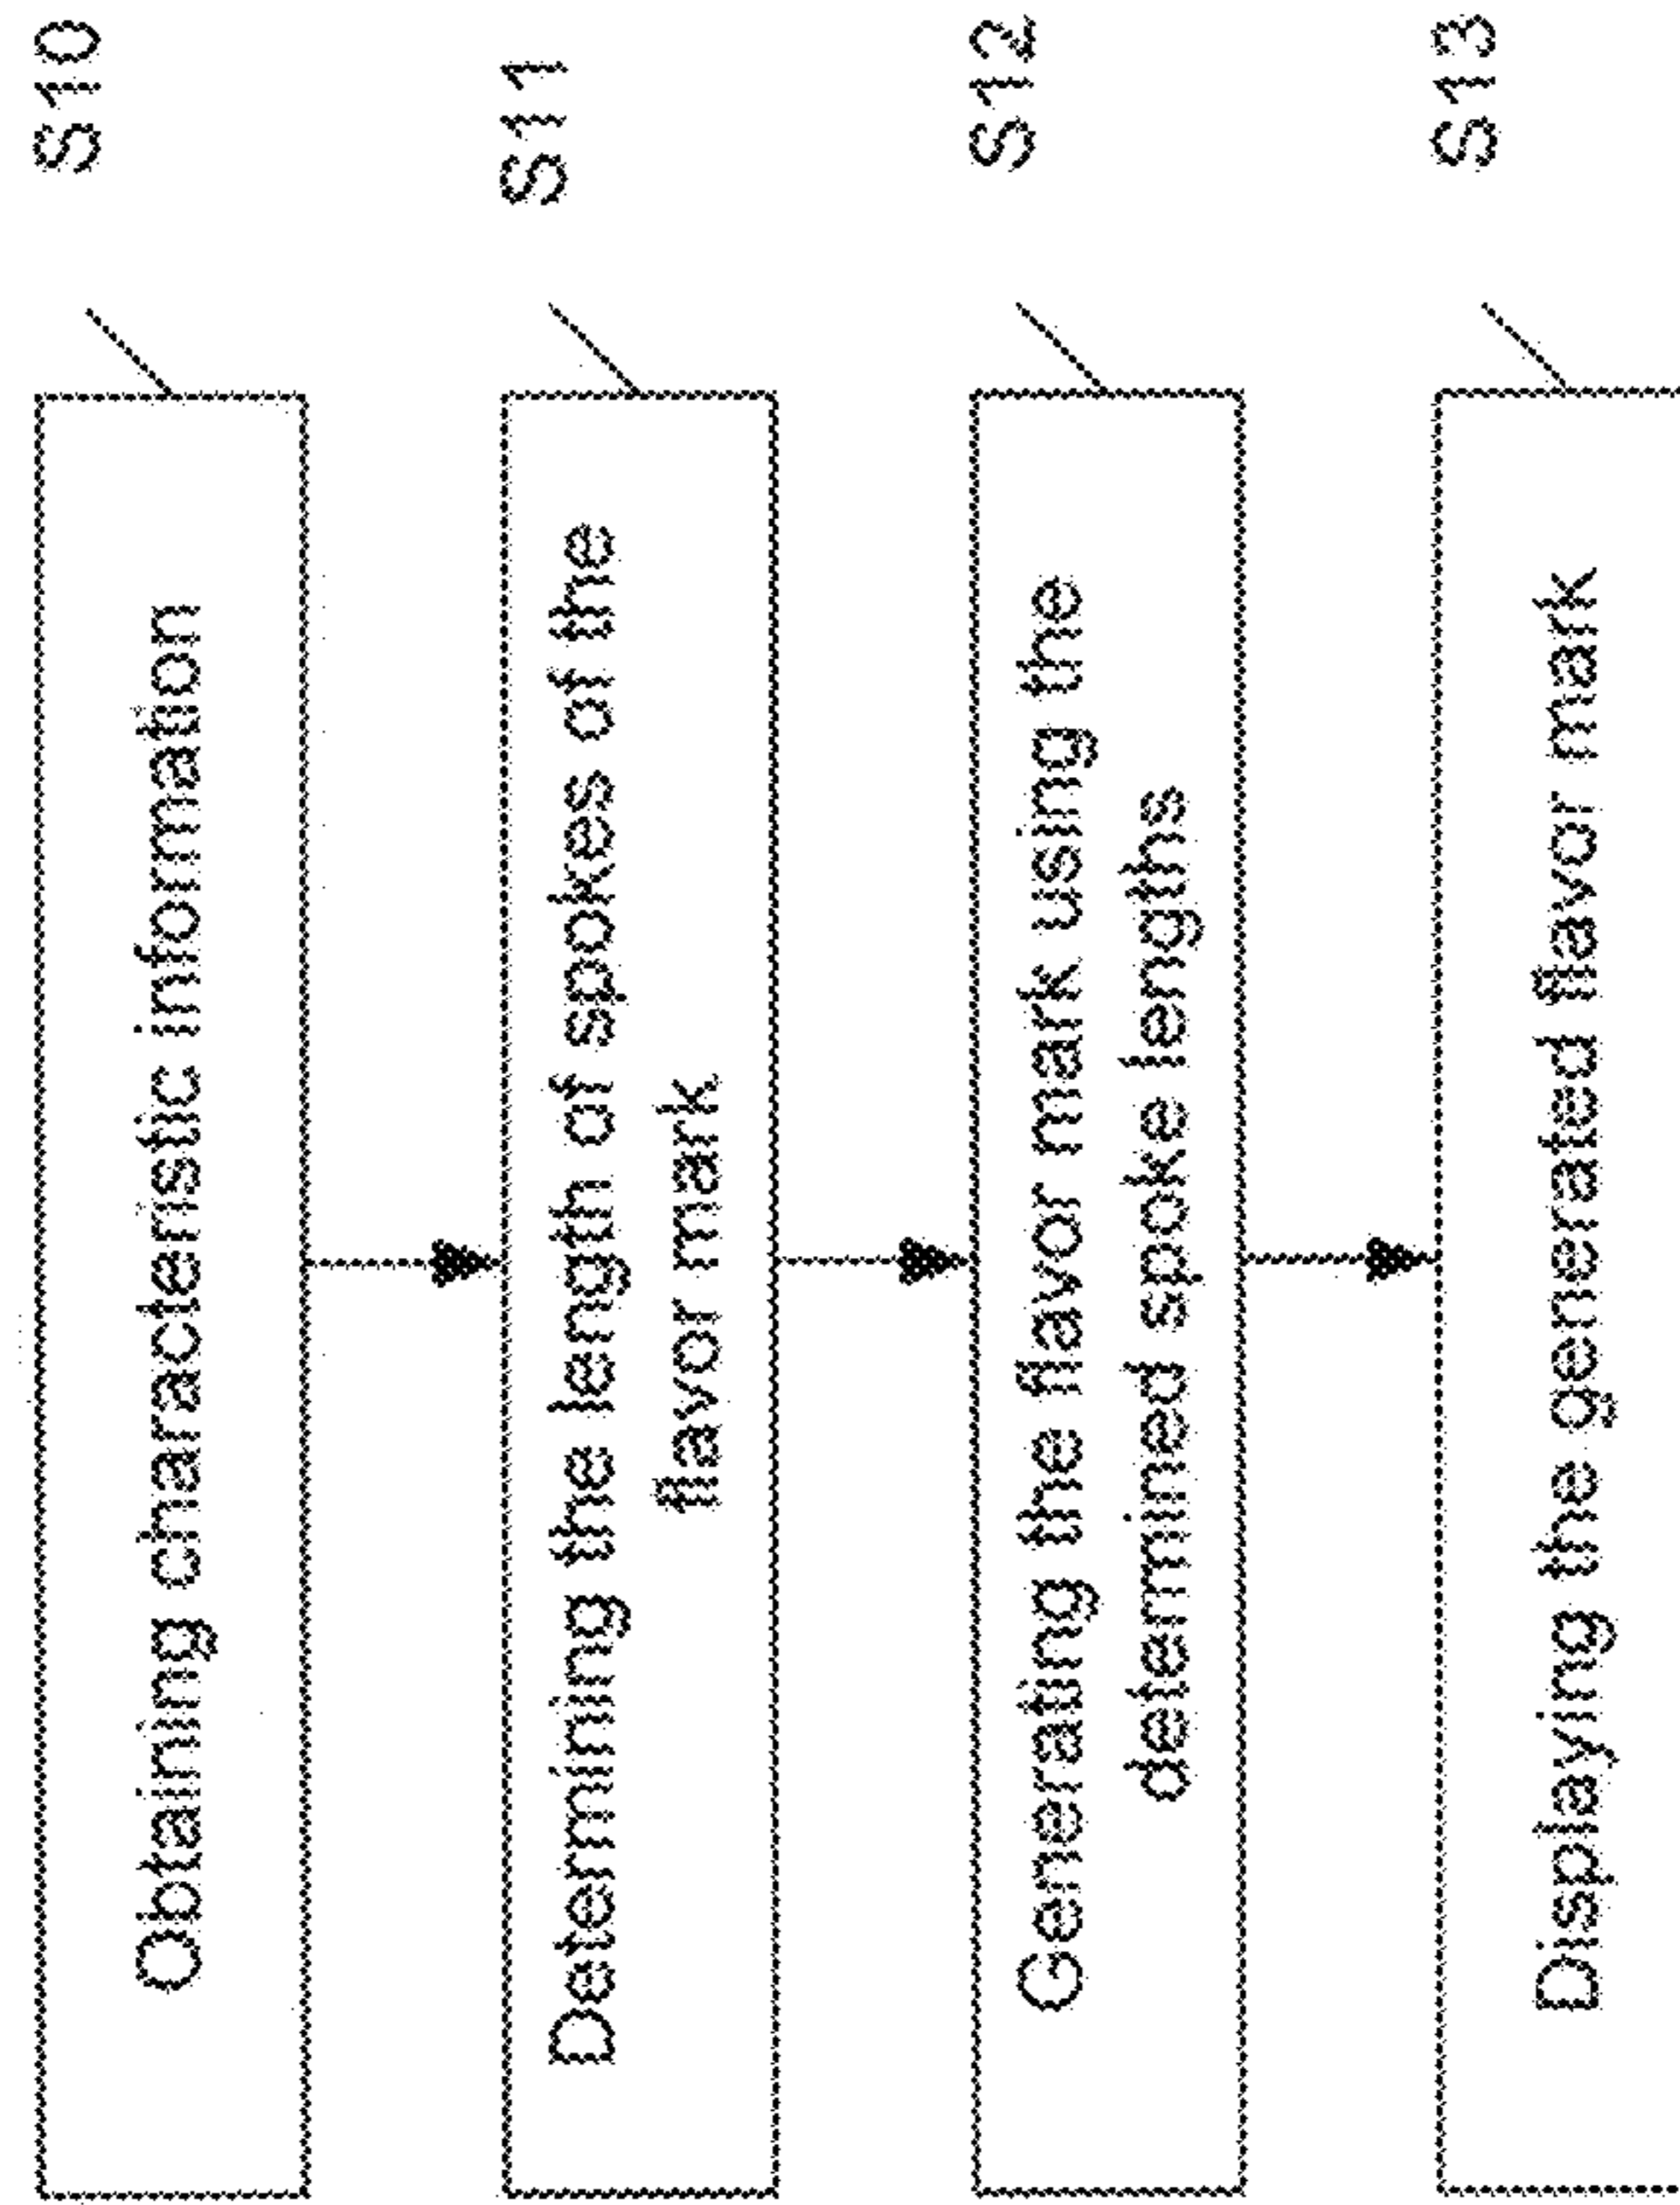 Obtaining characteristic information
S10
Determining the length of spokes of the
flavor mark
S11
Generating the flavor mark using the
determined spoke lengths
S12
Displaying the generated flavor mark
S13